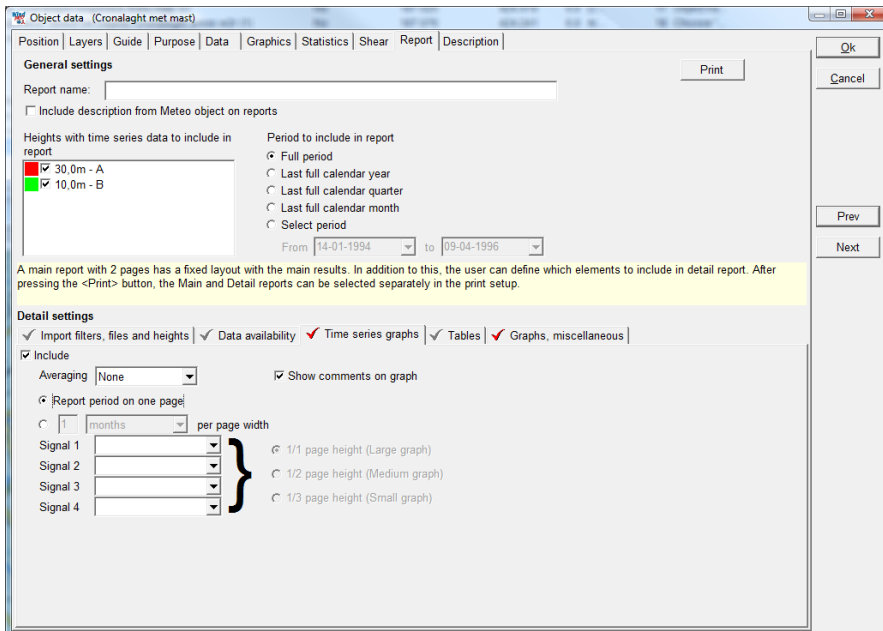 Object data (Cronalaght met mast)
Position Layers Guide Purpose Data Graphics Statistics Shear Report Description
Ok
Cancel
Prev
Next
General settings
Print
Report name:
Include description from Meteo object on reports
Heights with time series data to include in report
30,0m - A
10,0m - B
Period to include in report
Full period
Last full calendar year
Last full calendar quarter
Last full calendar month
Select period
From 14-01-1994 to 09-04-1996
A main report with 2 pages has a fixed layout with the main results. In addition to this, the user can define which elements to include in detail report. After
pressing the <Print> button, the Main and Detail reports can be selected separately in the print setup.
Detail settings
Import filters, files and heights Data availability Time series graphs Tables Graphs, miscellaneous
Include
Averaging None
Show comments on graph
Report period on one page
1 months per page width
Signal 1
Signal 2
Signal 3
Signal 4
}
1/1 page height (Large graph)
1/2 page height (Medium graph)
1/3 page height (Small graph)